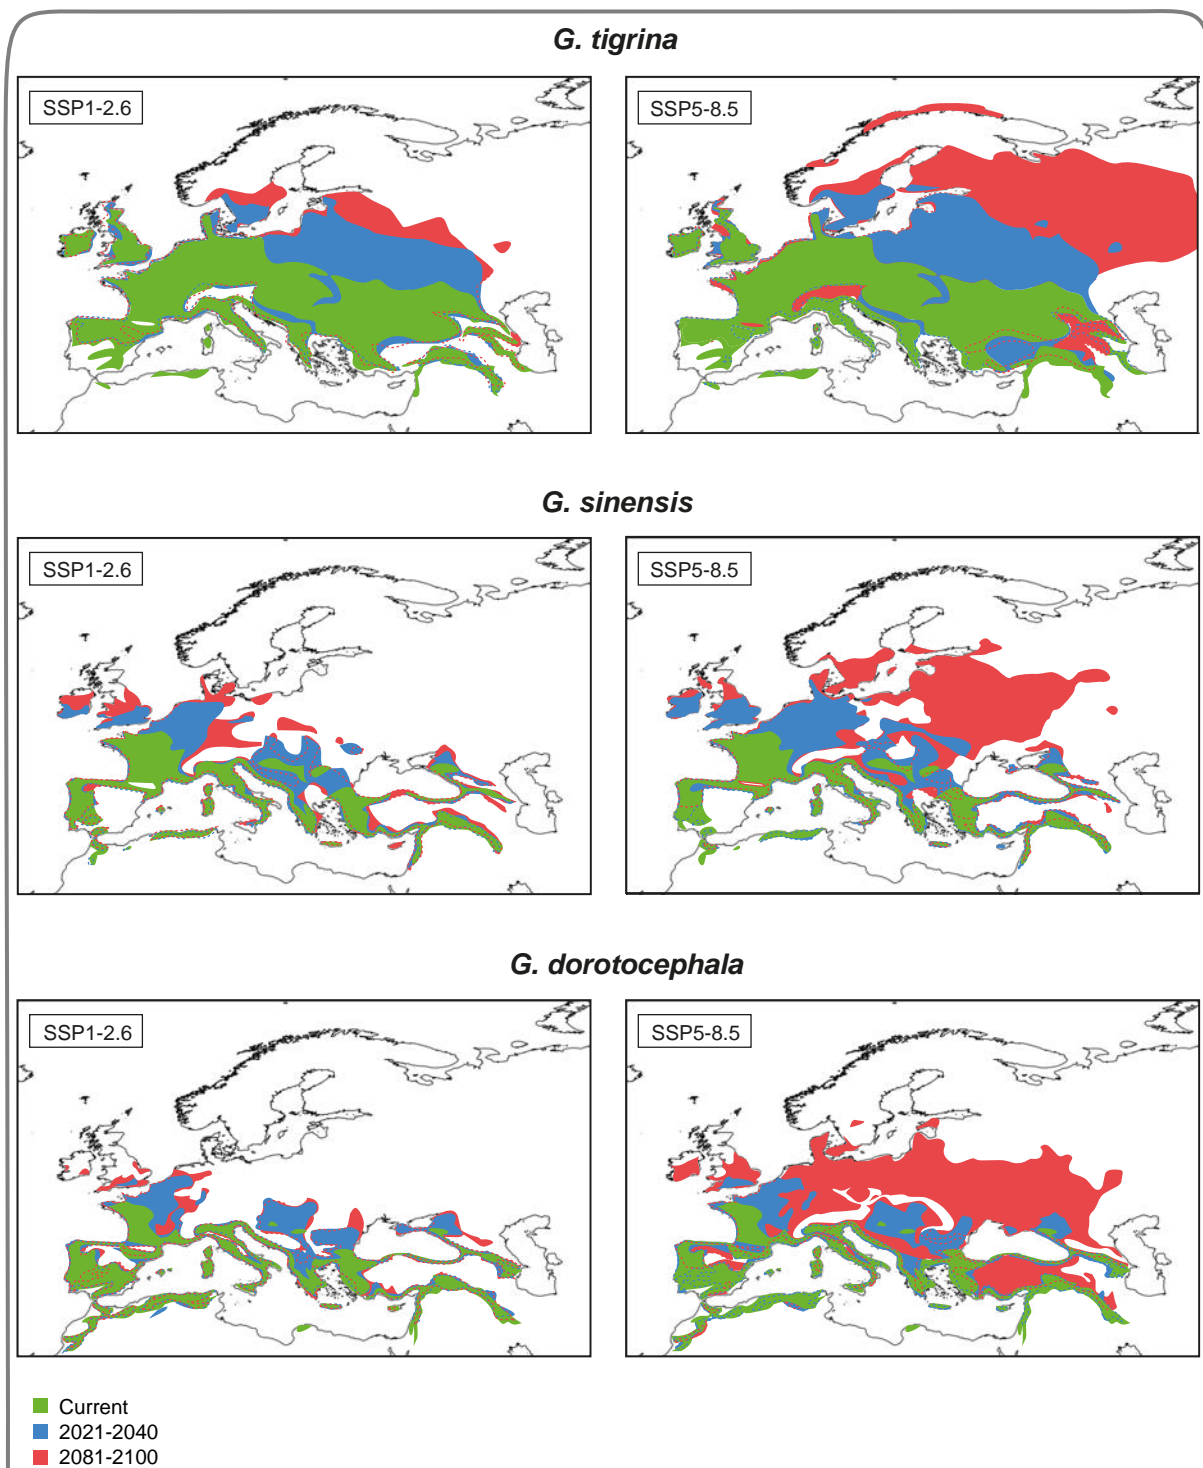 G. tigrina
SSP1-2.6
SSP5-8.5
G. sinensis
SSP1-2.6
SSP5-8.5
G. dorotocephala
SSP1-2.6
SSP5-8.5
Current
2021-2040
2081-2100